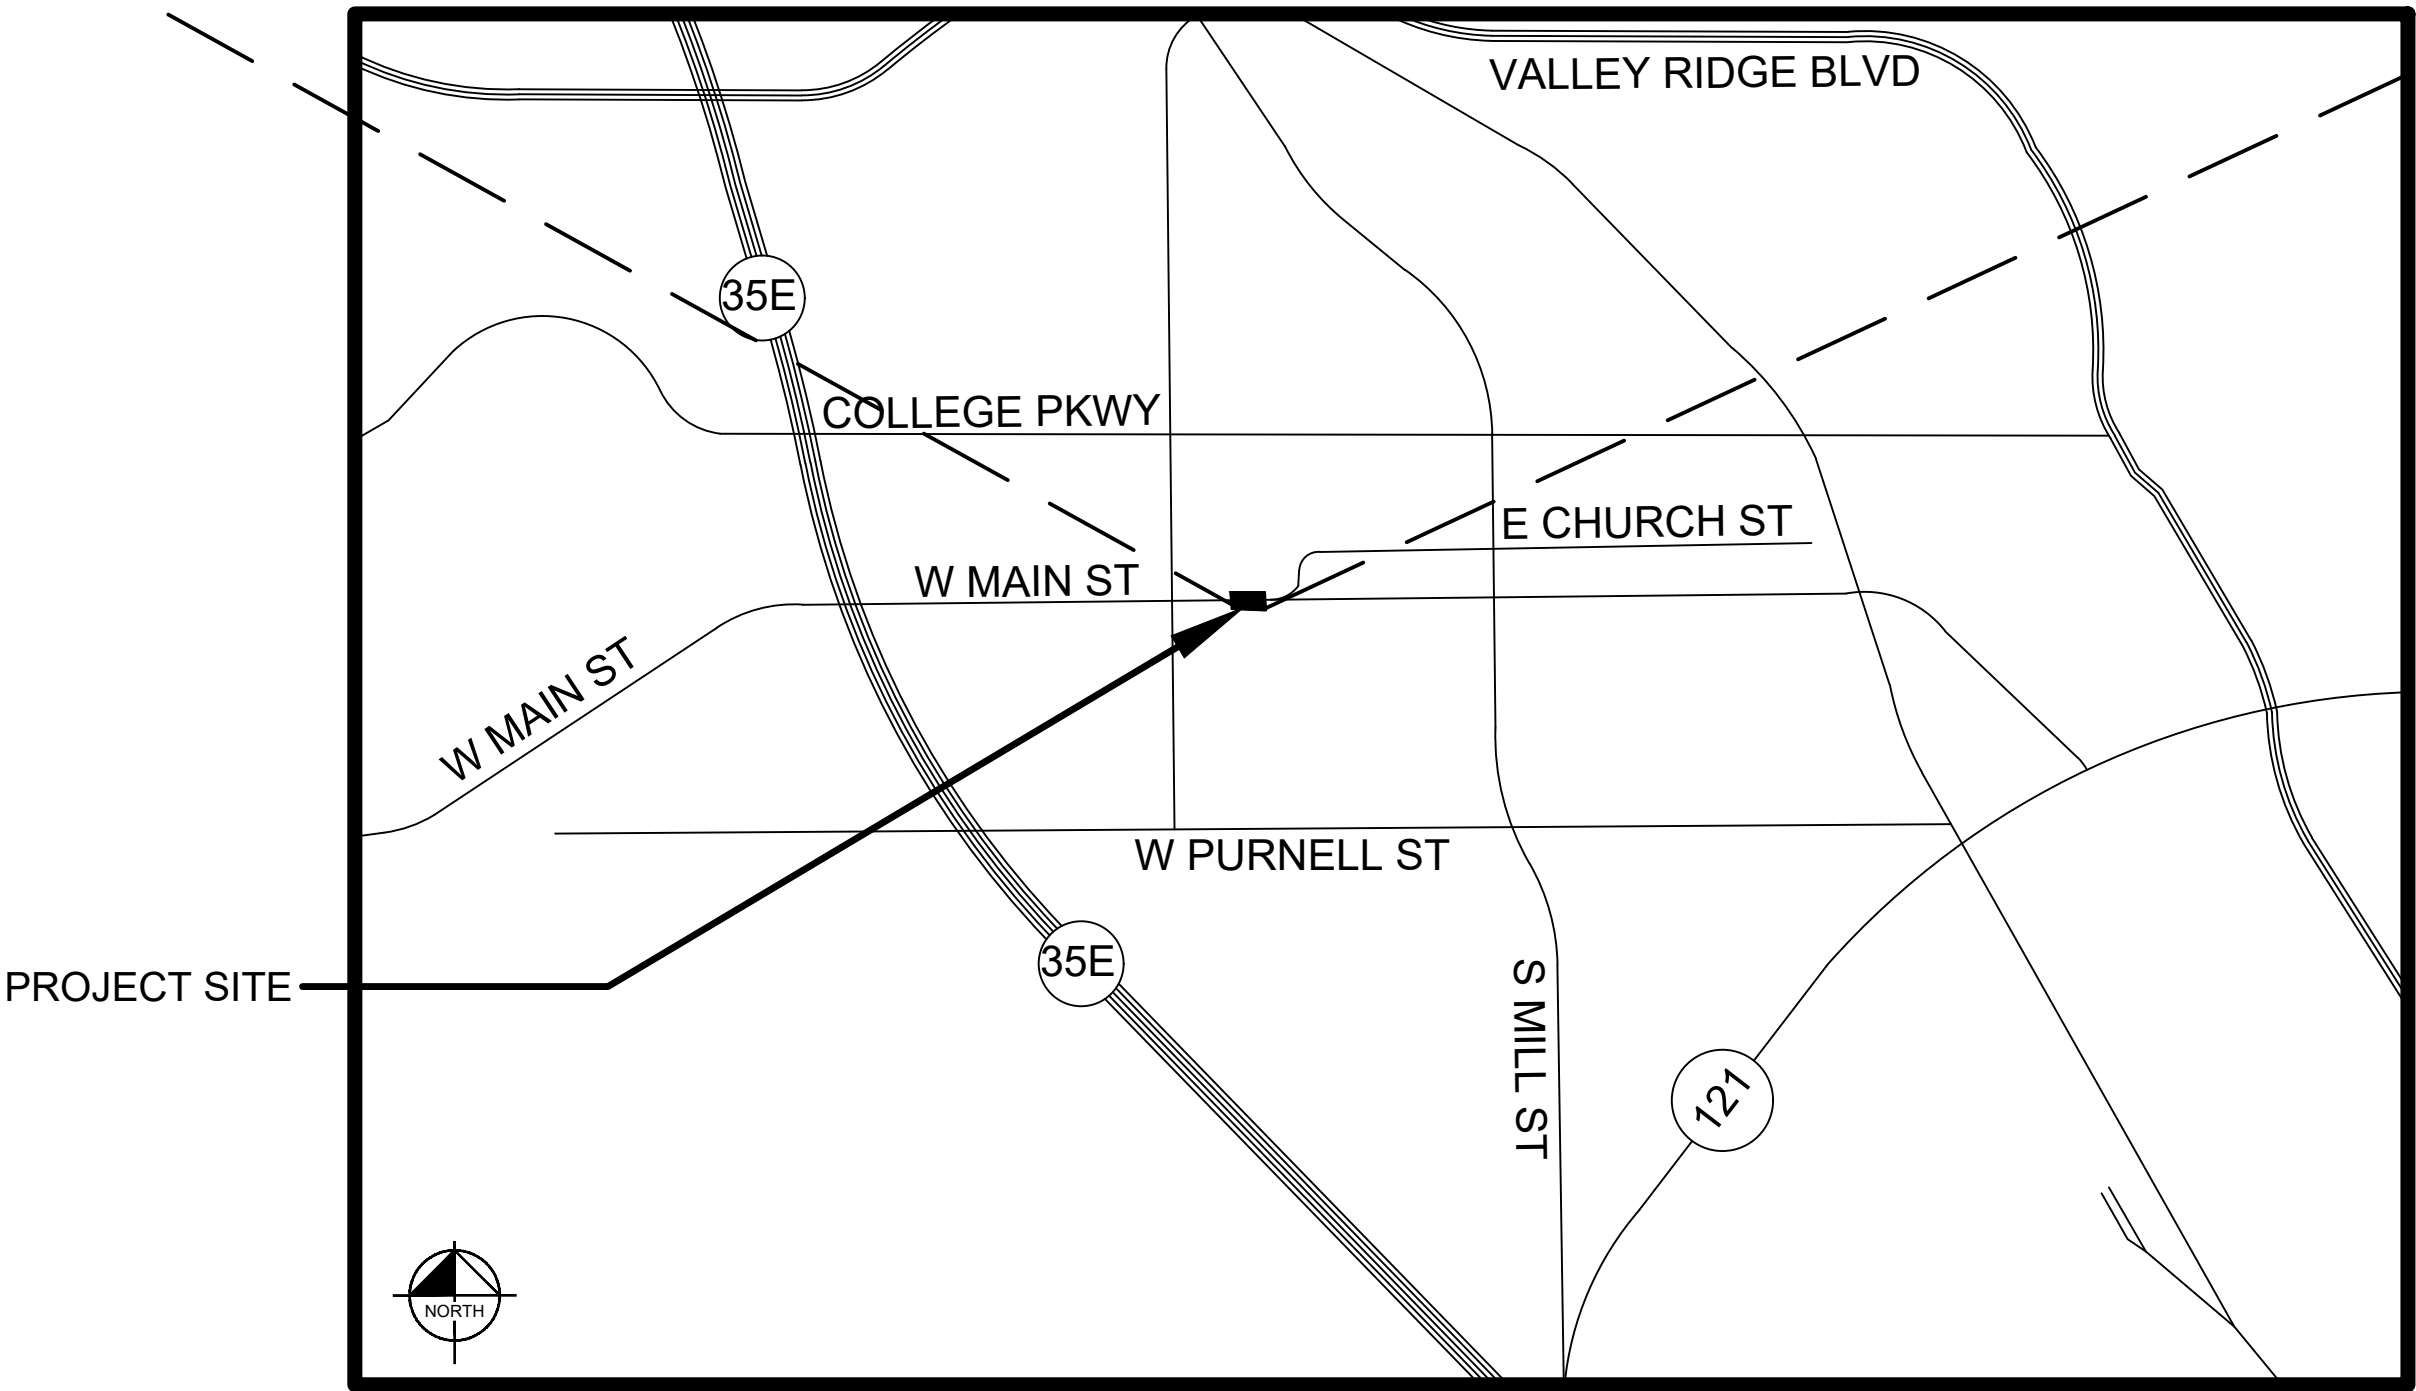 VALLEY RIDGE BLVD
35E
COLLEGE PKWY
E CHURCH ST
W MAIN ST
W MAIN ST
W PURNELL ST
35E
PROJECT SITE
S MILL ST
121
NORTH